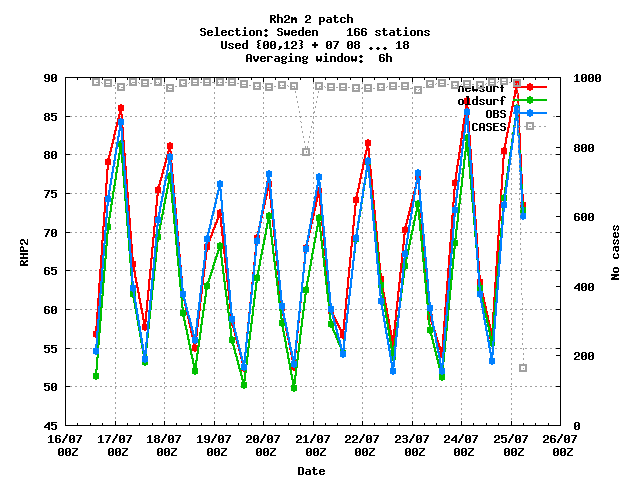 Rh2m 2 patch
Selection: Sweden    166 stations
Used {00,12} + 07 08 ... 18
Averaging window:  6h
newsurf
oldsurf
OBS
CASES
90
85
80
75
70
65
60
55
50
45
RHP2
1000
800
600
400
200
0
No cases
16/07 17/07 18/07 19/07 20/07 21/07 22/07 23/07 24/07 25/07 26/07
00Z 00Z 00Z 00Z 00Z 00Z 00Z 00Z 00Z 00Z 00Z
Date